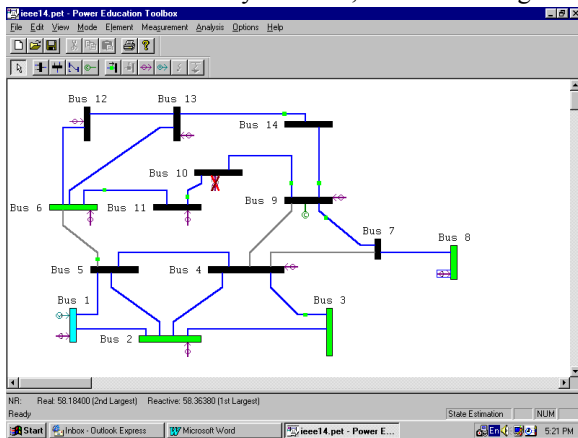 ieee14.pet - Power Education Toolbox
File Edit View Mode Element Measurement Analysis Options Help
Bus 12 Bus 13
Bus 14
Bus 10
Bus 9
Bus 6 Bus 11
Bus 7 Bus 8
Bus 5 Bus 4
Bus 1 Bus 3
Bus 2
NR: Real: 58.18400 (2nd Largest) Reactive: 58.36380 (1st Largest)
Ready State Estimation NUM
Start Inbox - Outlook Express Microsoft Word ieee14.pet - Power E... En 5:21 PM